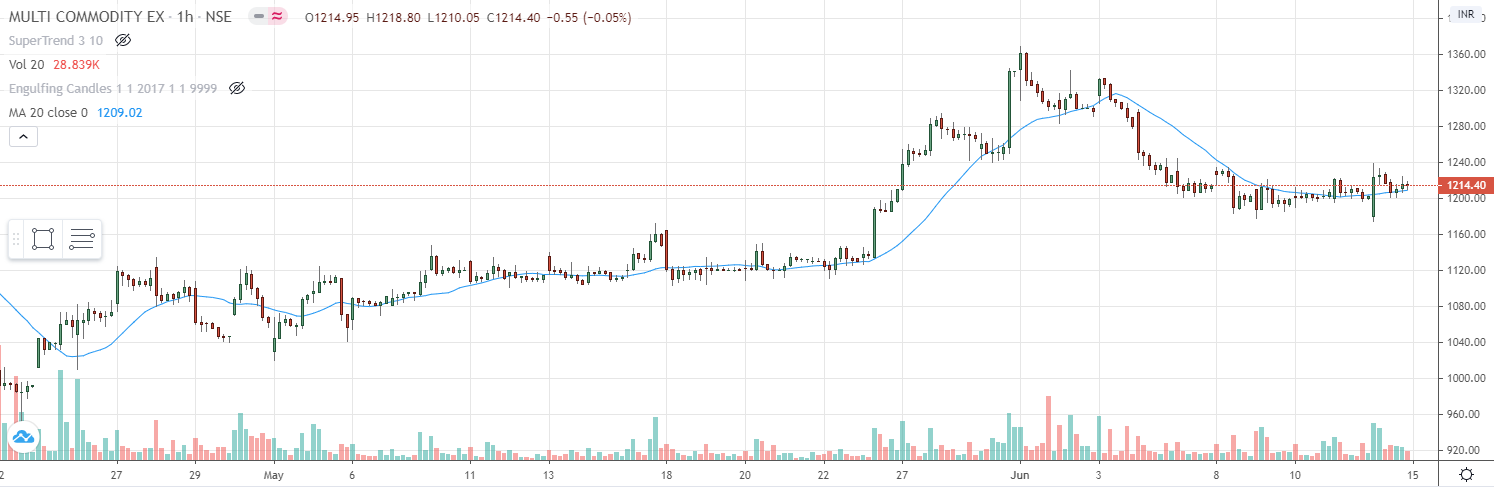 MULTI COMMODITY EX · 1h · NSE O1214.95 H1218.80 L1210.05 C1214.40 −0.55 (−0.05%)
INR
SuperTrend 3 10
Vol 20 28.839K
Engulfing Candles 1 1 2017 1 1 9999
MA 20 close 0 1209.02
1360.00
1320.00
1280.00
1240.00
1214.40
1200.00
1160.00
1120.00
1080.00
1040.00
1000.00
960.00
920.00
2 27 29 May 6 11 13 18 20 22 27 Jun 3 8 10 15